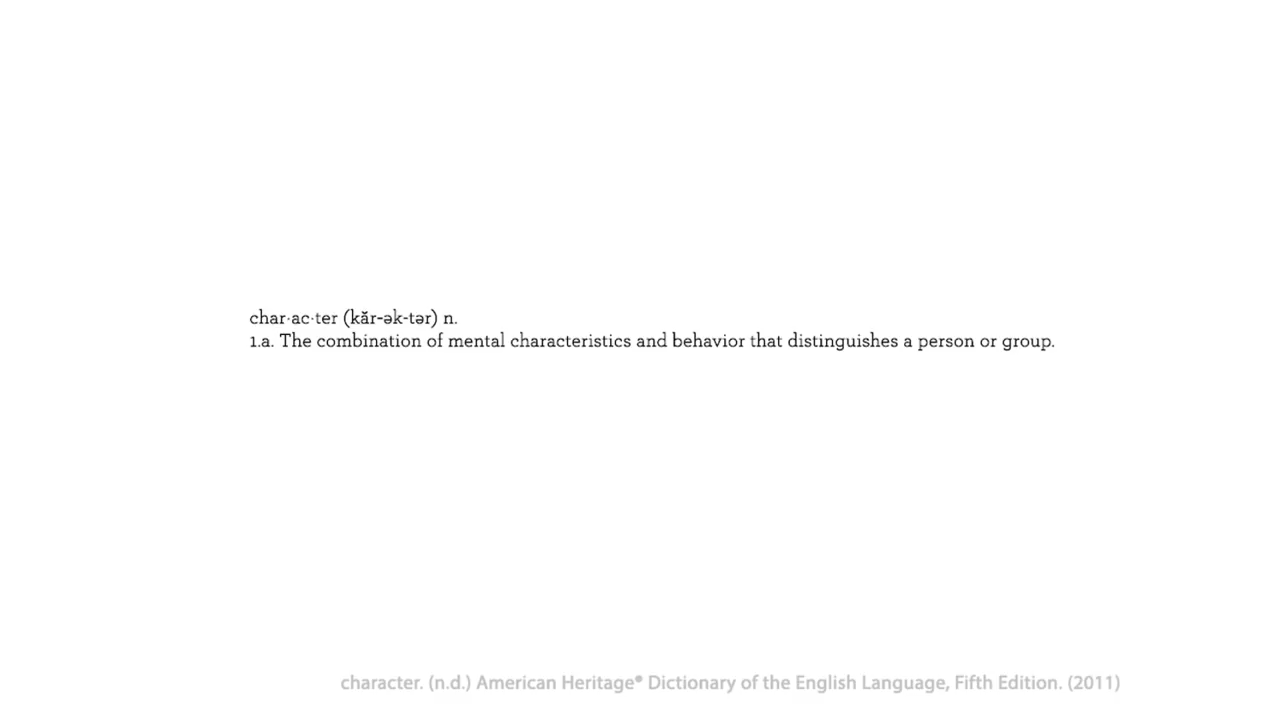 char·ac·ter (kăr-ək-tər) n.
1.a. The combination of mental characteristics and behavior that distinguishes a person or group.
character. (n.d.) American Heritage® Dictionary of the English Language, Fifth Edition. (2011)